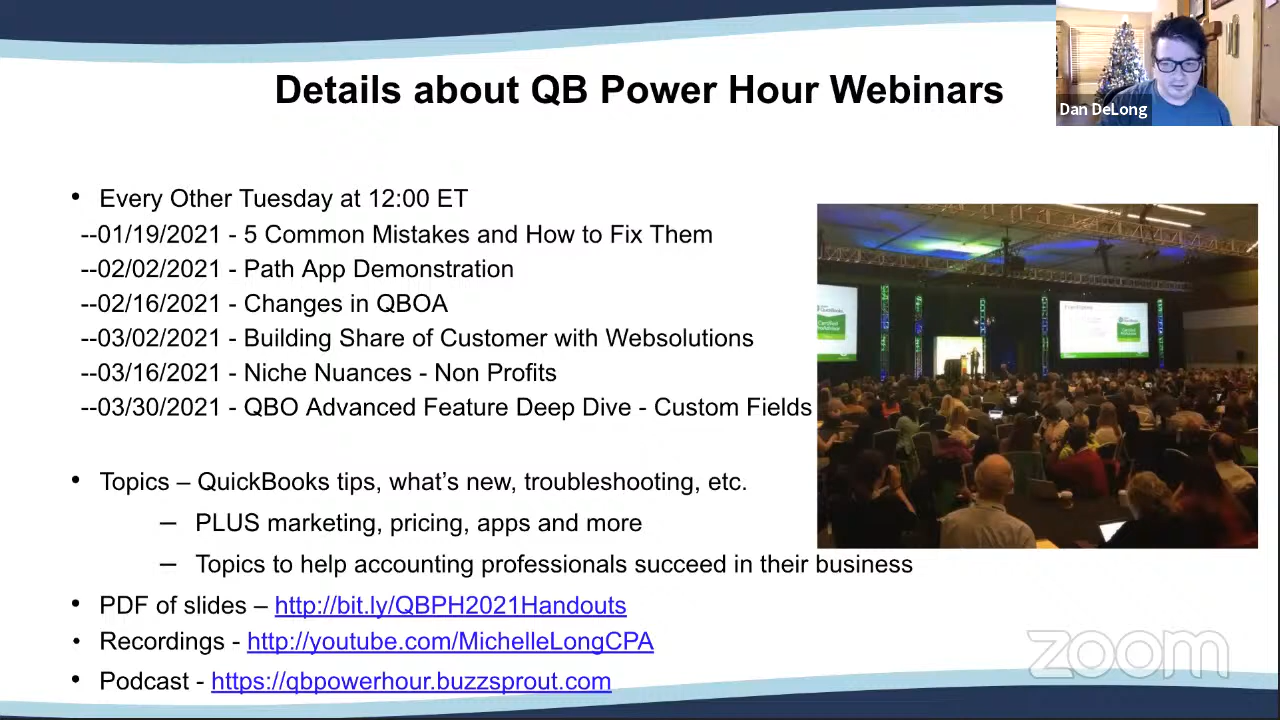 Details about QB Power Hour Webinars
Dan DeLong
• Every Other Tuesday at 12:00 ET
--01/19/2021 - 5 Common Mistakes and How to Fix Them
--02/02/2021 - Path App Demonstration
--02/16/2021 - Changes in QBOA
--03/02/2021 - Building Share of Customer with Websolutions
--03/16/2021 - Niche Nuances - Non Profits
--03/30/2021 - QBO Advanced Feature Deep Dive - Custom Fields
• Topics – QuickBooks tips, what’s new, troubleshooting, etc.
– PLUS marketing, pricing, apps and more
– Topics to help accounting professionals succeed in their business
• PDF of slides – http://bit.ly/QBPH2021Handouts
• Recordings - http://youtube.com/MichelleLongCPA
• Podcast - https://qbpowerhour.buzzsprout.com
zoom